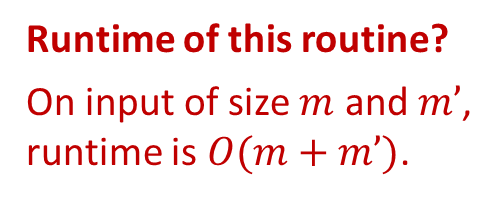 Runtime of this routine?
On input of size m and m’,
runtime is O(m + m’).